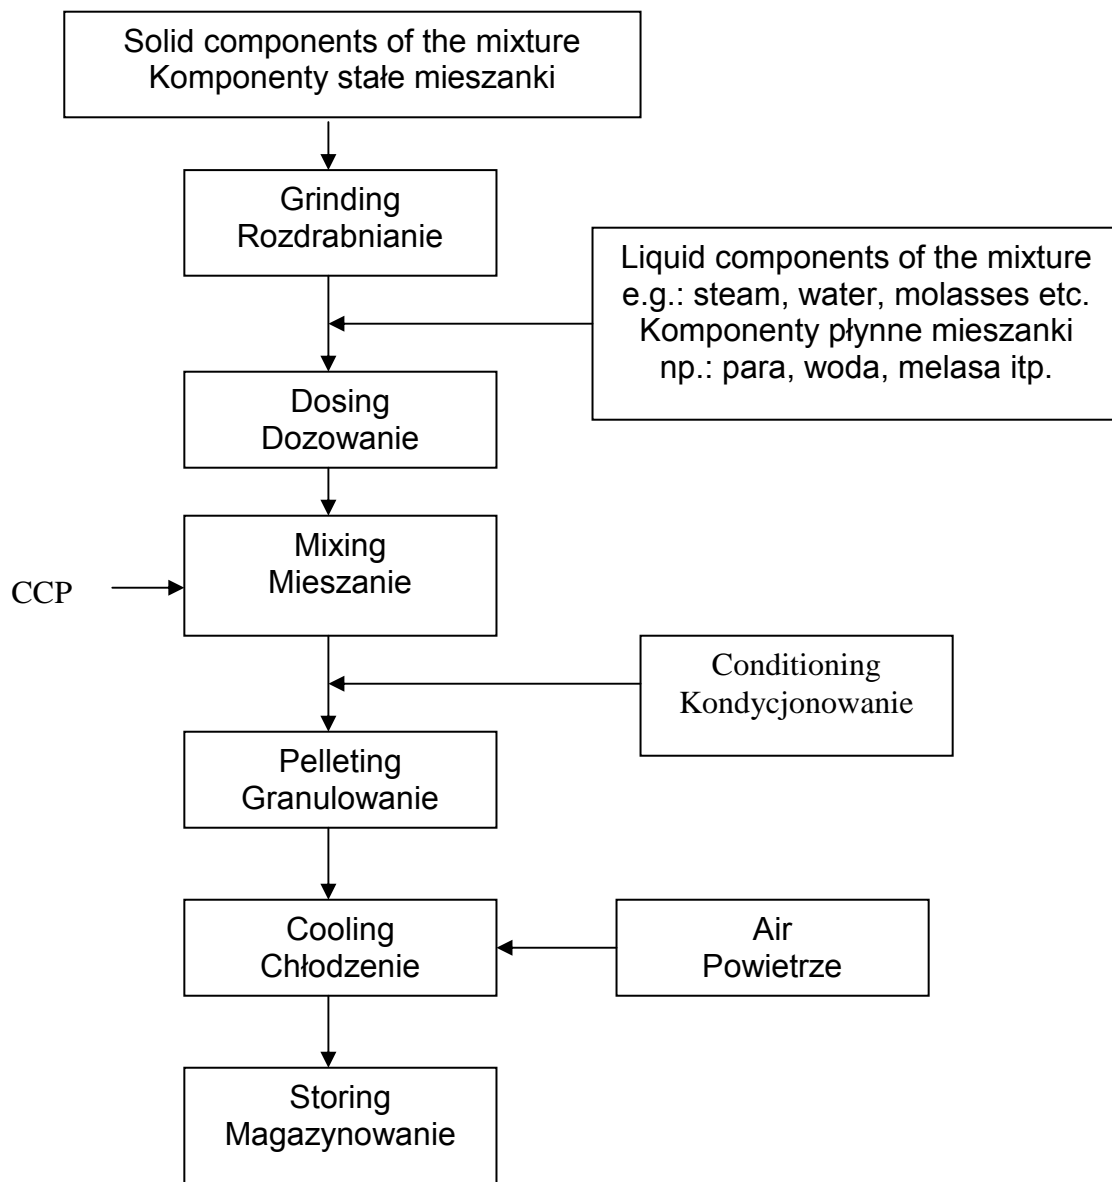 Solid components of the mixture
Komponenty stałe mieszanki
Grinding
Rozdrabnianie
Liquid components of the mixture
e.g.: steam, water, molasses etc.
Komponenty płynne mieszanki
np.: para, woda, melasa itp.
Dosing
Dozowanie
Mixing
Mieszanie
CCP
Conditioning
Kondycjonowanie
Pelleting
Granulowanie
Cooling
Chłodzenie
Air
Powietrze
Storing
Magazynowanie